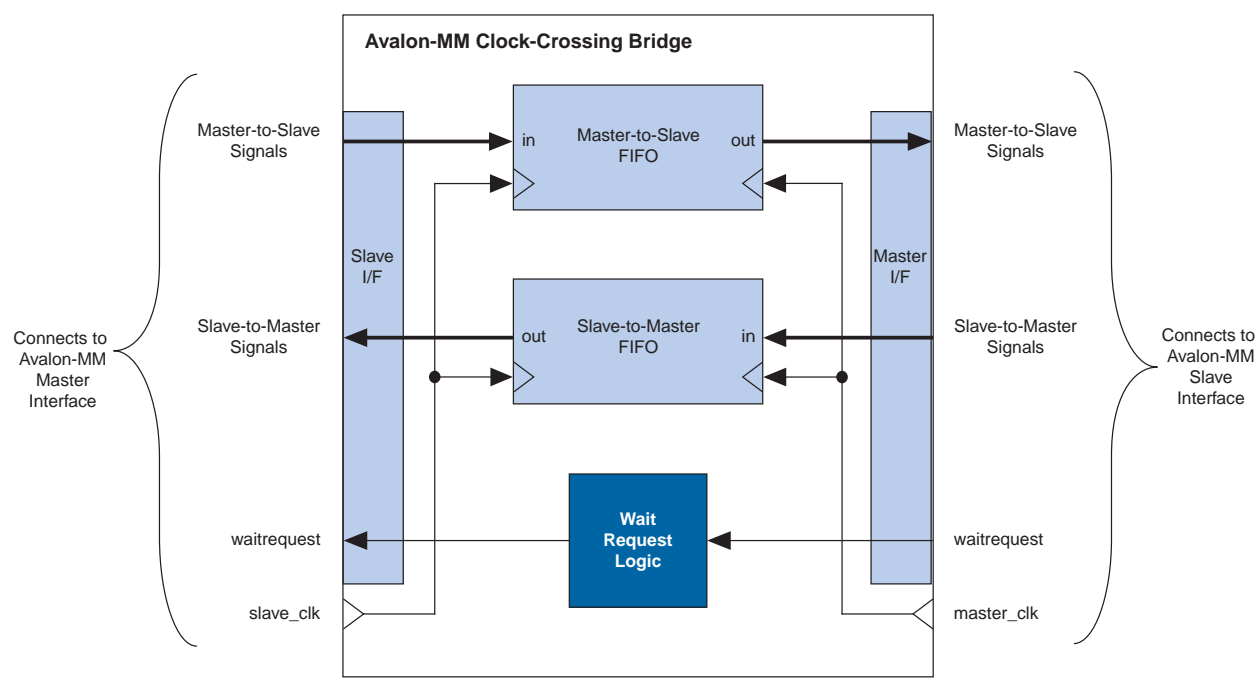 Avalon-MM Clock-Crossing Bridge
Master-to-Slave
Signals
in
Master-to-Slave
FIFO
out
Master-to-Slave
Signals
Slave
I/F
Master
I/F
Slave-to-Master
Signals
out
Slave-to-Master
FIFO
in
Slave-to-Master
Signals
Connects to
Avalon-MM
Master
Interface
Connects to
Avalon-MM
Slave
Interface
waitrequest
Wait
Request
Logic
waitrequest
slave_clk
master_clk